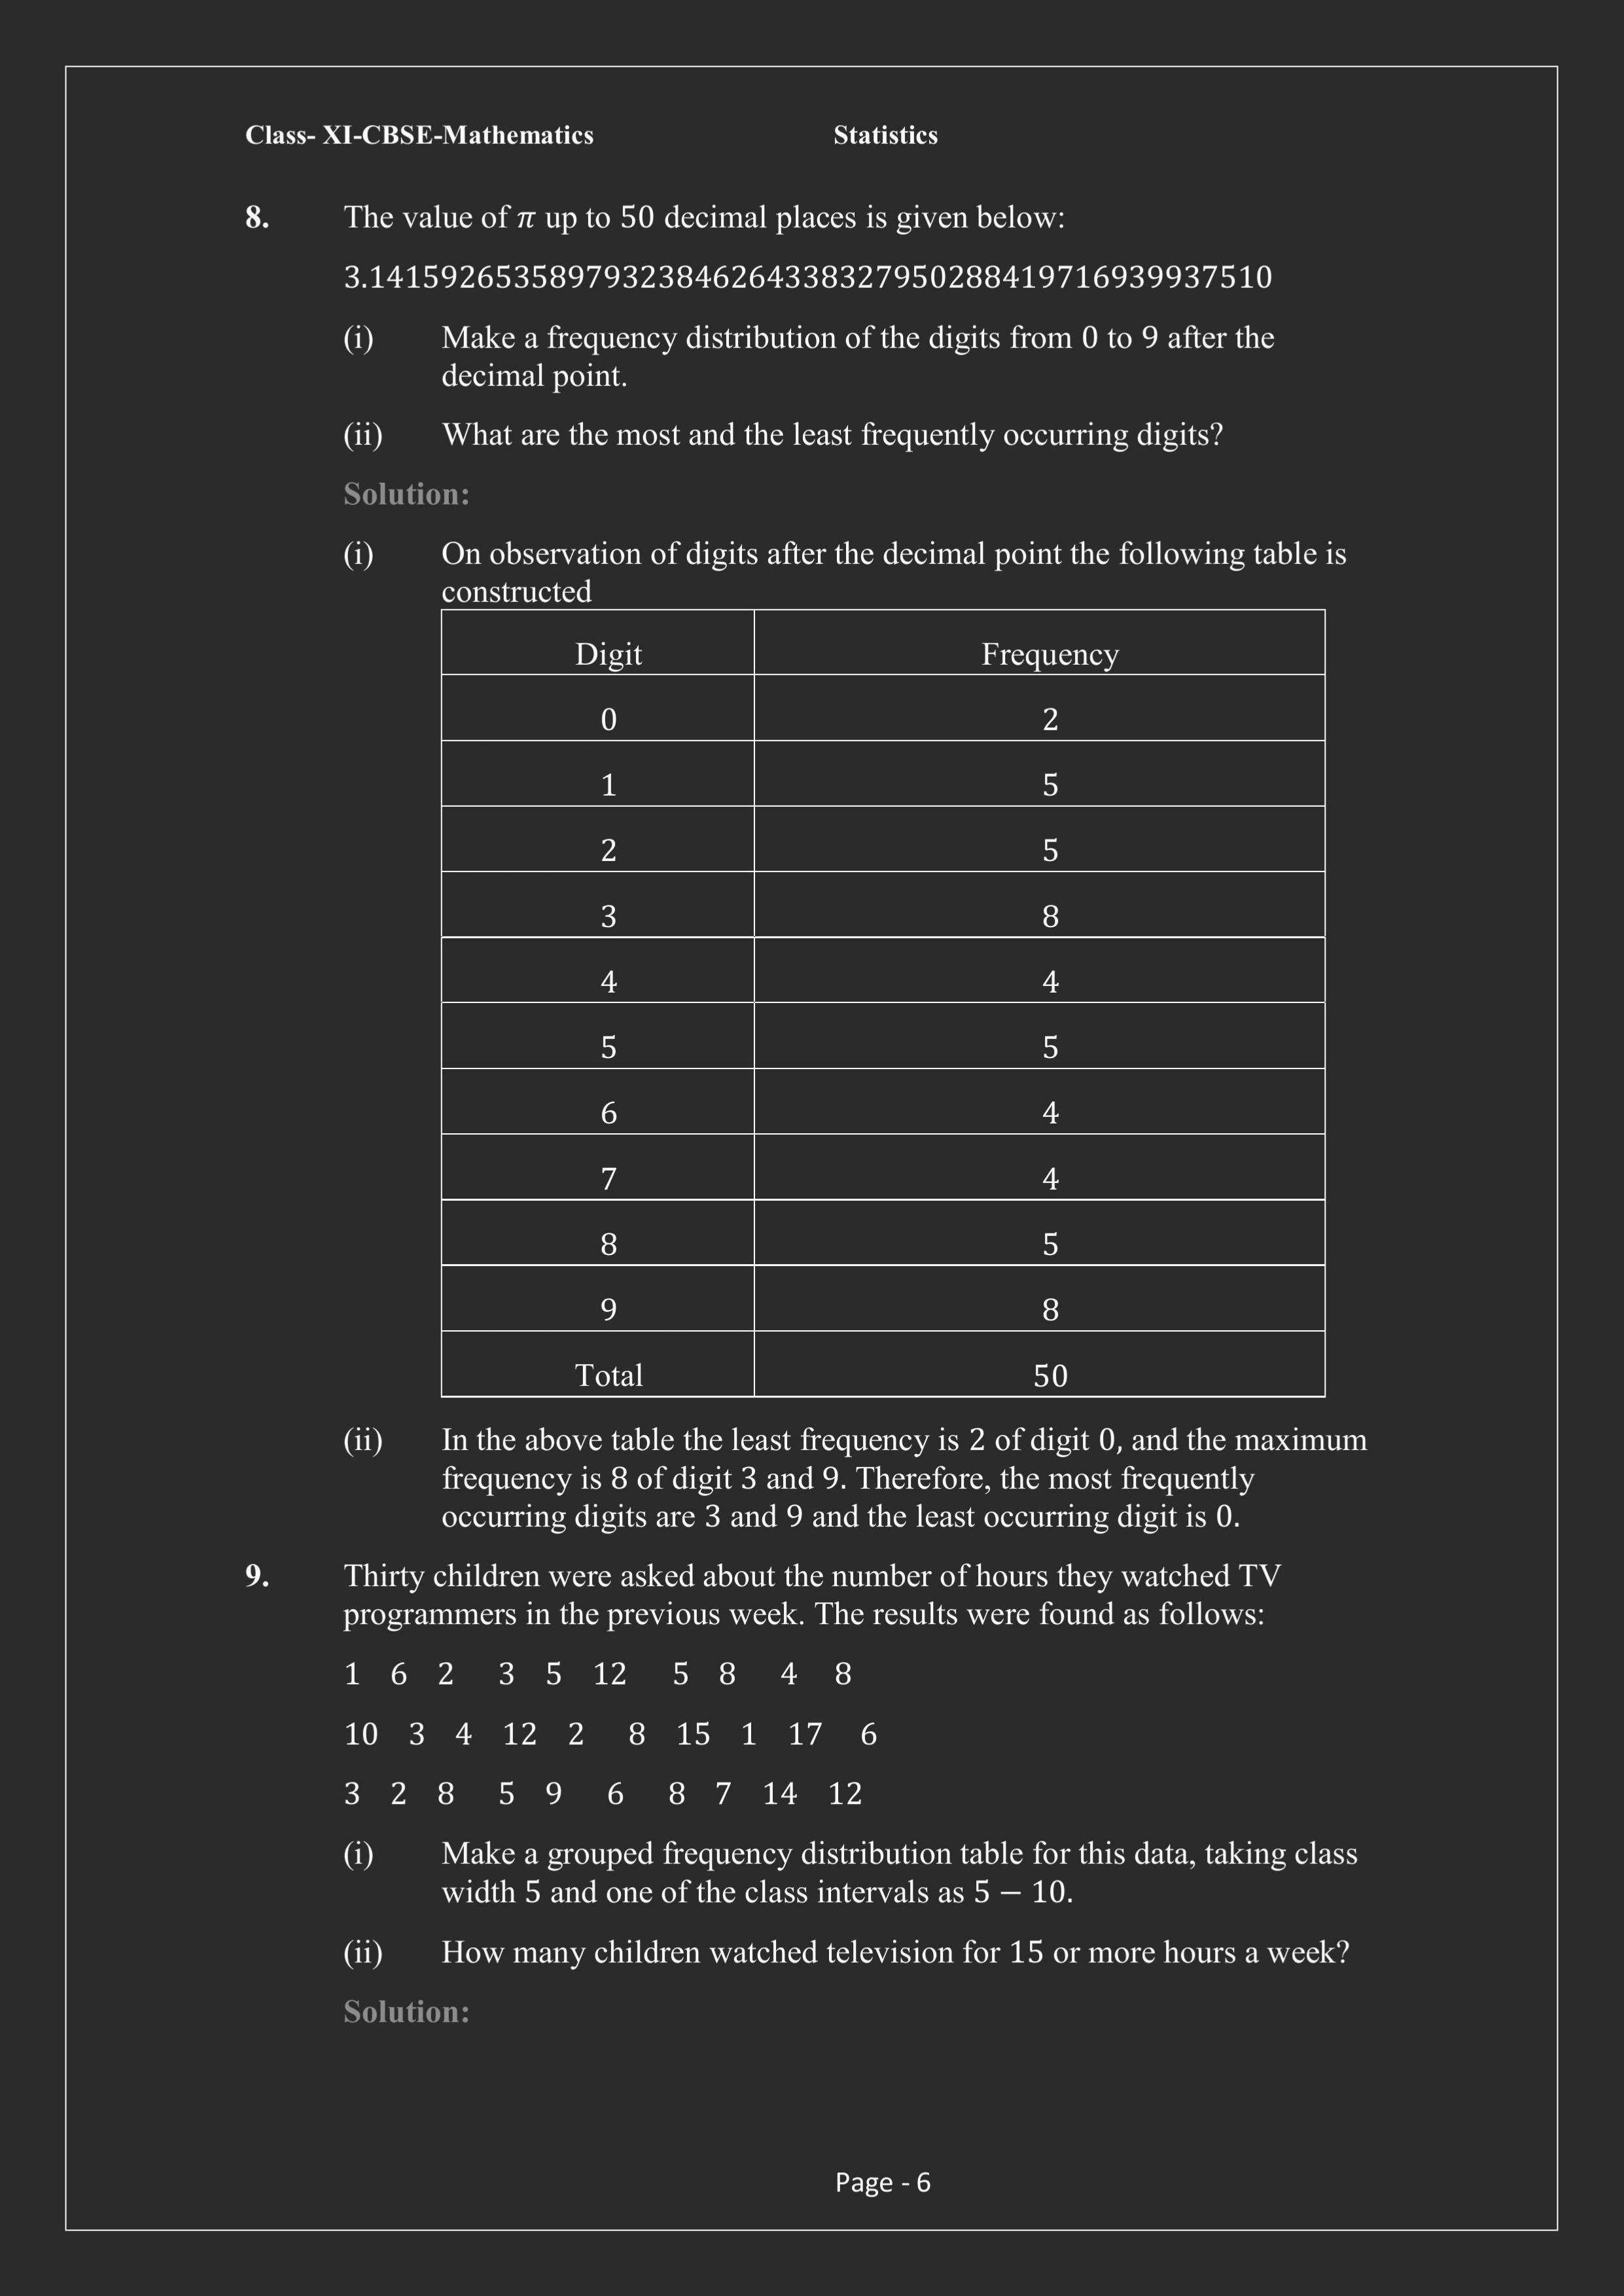 Class- XI-CBSE-Mathematics Statistics
8. The value of π up to 50 decimal places is given below:
3.14159265358979323846264338327950288419716939937510
(i) Make a frequency distribution of the digits from 0 to 9 after the
decimal point.
(ii) What are the most and the least frequently occurring digits?
Solution:
(i) On observation of digits after the decimal point the following table is
constructed
Digit Frequency
0 2
1 5
2 5
3 8
4 4
5 5
6 4
7 4
8 5
9 8
Total 50
(ii) In the above table the least frequency is 2 of digit 0, and the maximum
frequency is 8 of digit 3 and 9. Therefore, the most frequently
occurring digits are 3 and 9 and the least occurring digit is 0.
9. Thirty children were asked about the number of hours they watched TV
programmers in the previous week. The results were found as follows:
1 6 2 3 5 12 5 8 4 8
10 3 4 12 2 8 15 1 17 6
3 2 8 5 9 6 8 7 14 12
(i) Make a grouped frequency distribution table for this data, taking class
width 5 and one of the class intervals as 5 − 10.
(ii) How many children watched television for 15 or more hours a week?
Solution:
Page - 6